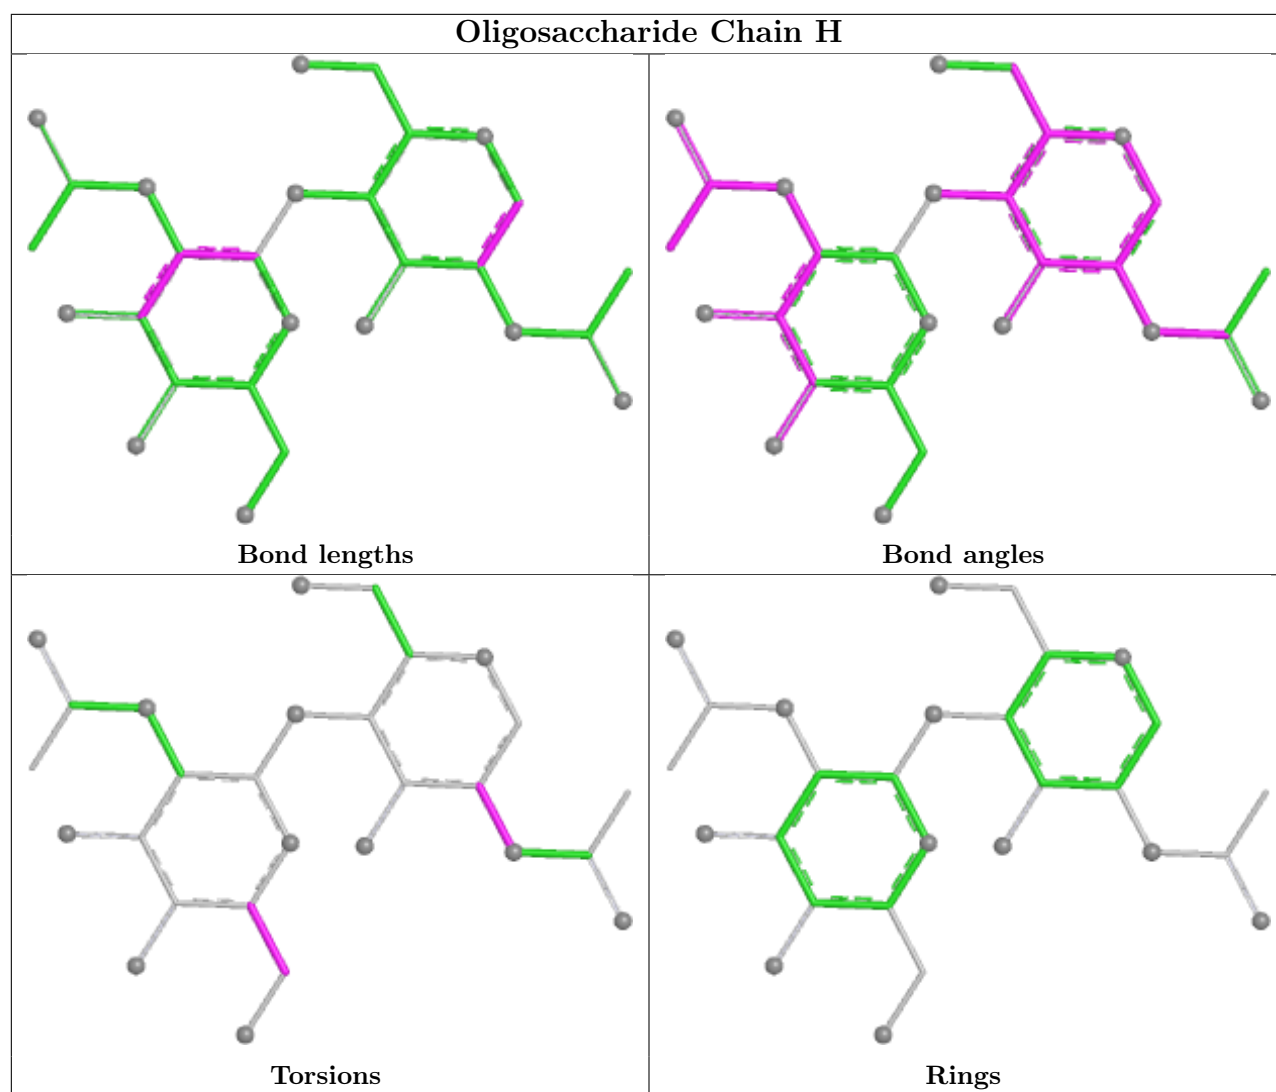 Oligosaccharide Chain H
Bond lengths
Bond angles
Torsions
Rings